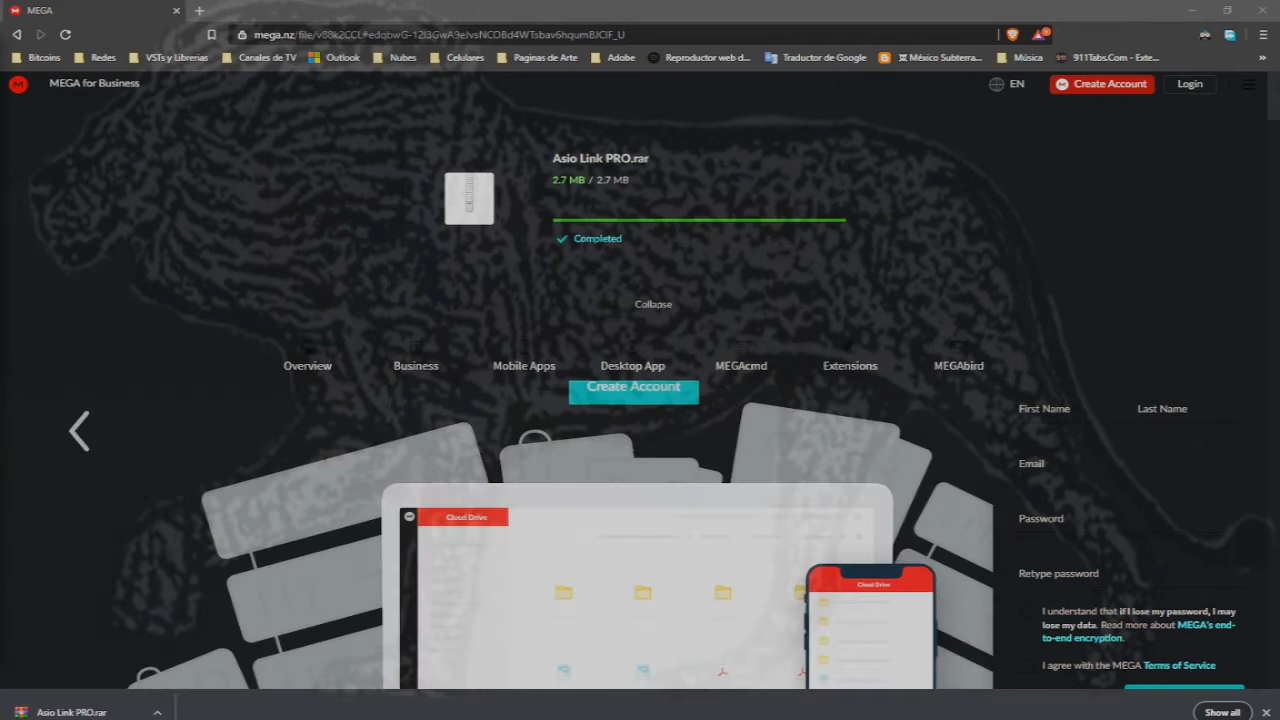 MEGA
mega.nz/file/
Bitcoins Redes VSTs y Librerias Canales de TV Outlook Nubes Celulares Paginas de Arte Adobe Reproductor web d... Traductor de Google México Subterra... Música 911Tabs.Com - Exte...
MEGA for Business
EN Create Account Login
Asio Link PRO.rar
2.7 MB / 2.7 MB
Completed
Collapse
Overview Business Mobile Apps Desktop App MEGAcmd Extensions MEGAbird
Create Account
First Name Last Name
Email
Password
Retype password
Cloud Drive
Cloud Drive
I understand that if I lose my password, I may
lose my data. Read more about MEGA's end-
to-end encryption.
I agree with the MEGA Terms of Service
Asio Link PRO.rar
Show all